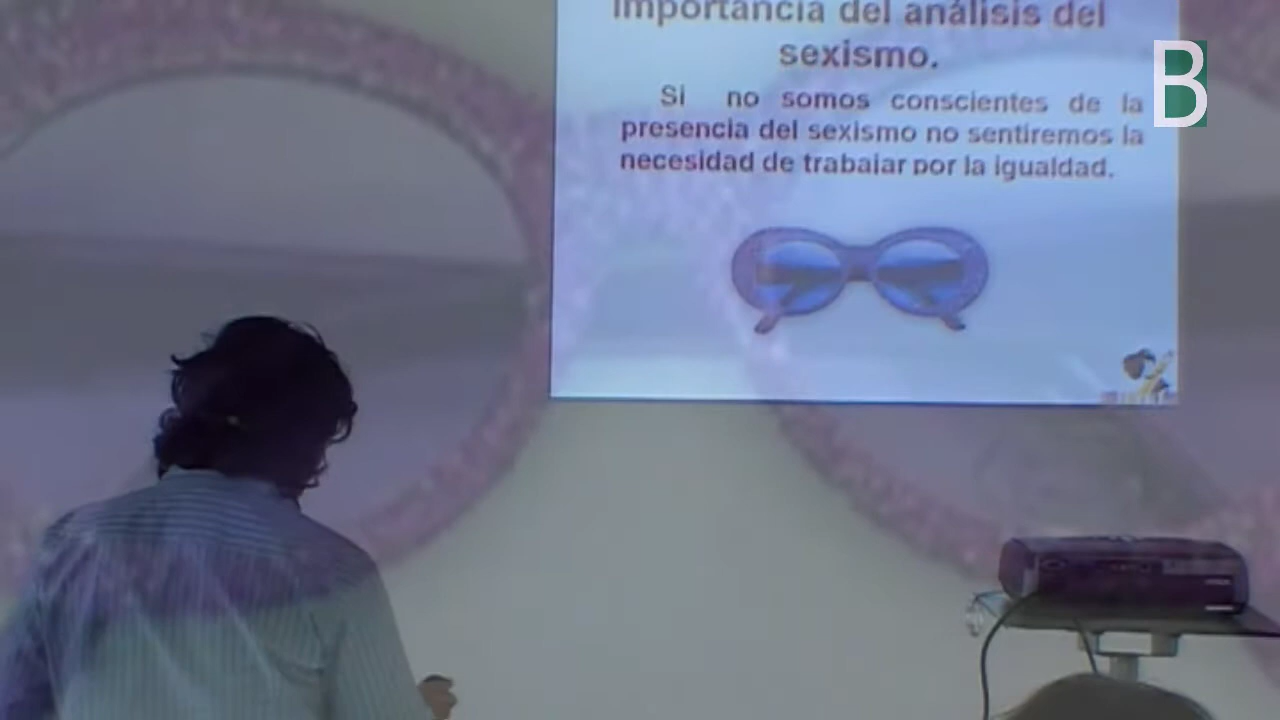 importancia del análisis del
sexismo.
Si no somos conscientes de la
presencia del sexismo no sentiremos la
necesidad de trabajar por la igualdad.
B